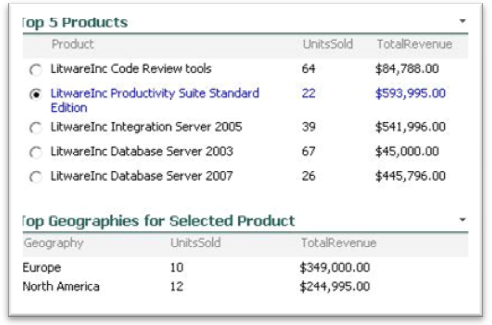 Top 5 Products
Product UnitsSold TotalRevenue
LitwareInc Code Review tools 64 $84,788.00
LitwareInc Productivity Suite Standard 22 $593,995.00
Edition
LitwareInc Integration Server 2005 39 $541,996.00
LitwareInc Database Server 2003 67 $45,000.00
LitwareInc Database Server 2007 26 $445,796.00
Top Geographies for Selected Product
Geography UnitsSold TotalRevenue
Europe 10 $349,000.00
North America 12 $244,995.00